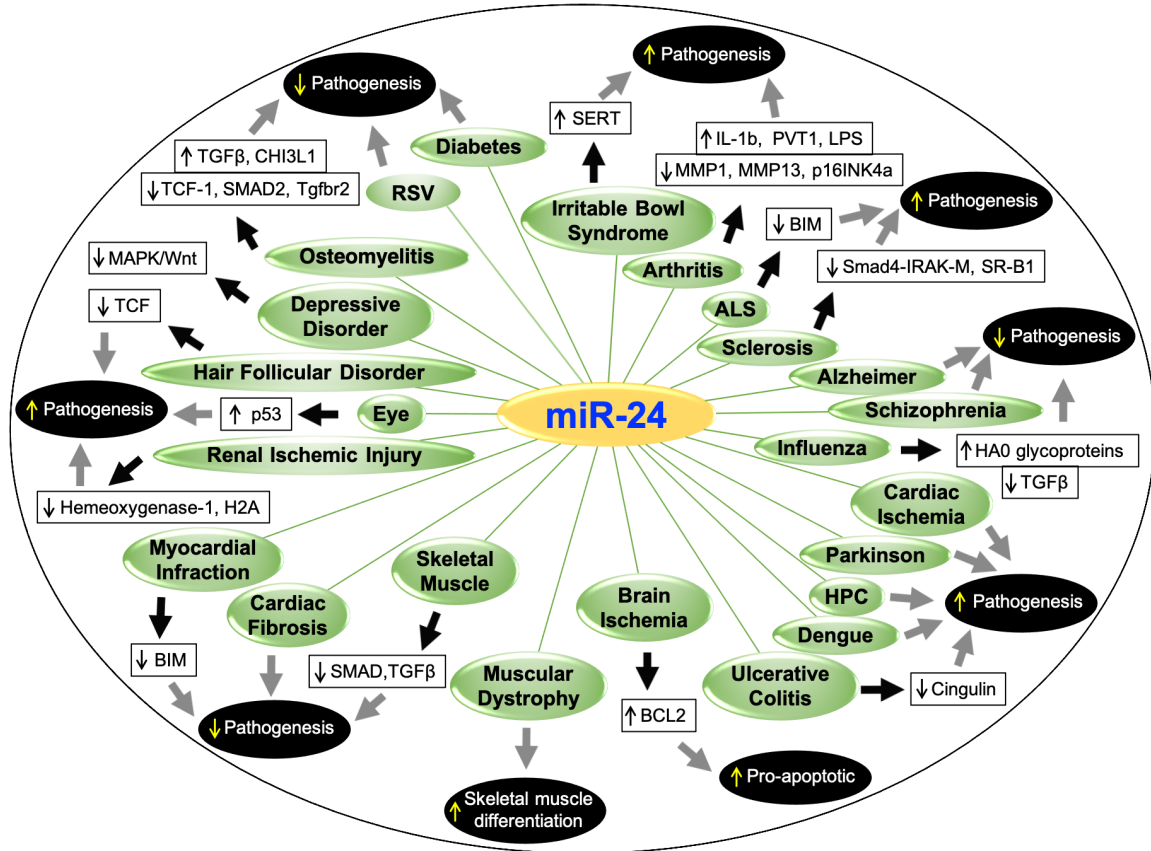 ↑ Pathogenesis
↓ Pathogenesis
↑ SERT
↑ IL-1b, PVT1, LPS
↑ TGFβ, CHI3L1
Diabetes
↓ MMP1, MMP13, p16INK4a
↓ TCF-1, SMAD2, Tgfbr2
RSV
Irritable Bowl
Syndrome
↓ BIM
↑ Pathogenesis
Osteomyelitis
Arthritis
↓ MAPK/Wnt
↓ Smad4-IRAK-M, SR-B1
↓ TCF
Depressive
Disorder
ALS
Sclerosis
↓ Pathogenesis
Hair Follicular Disorder
Alzheimer
↑ Pathogenesis
↑ p53
Eye
miR-24
Schizophrenia
Renal Ischemic Injury
Influenza
↑ HA0 glycoproteins
↓ TGFβ
↓ Hemeoxygenase-1, H2A
Cardiac
Ischemia
Myocardial
Infraction
Skeletal
Muscle
Parkinson
Cardiac
Fibrosis
Brain
Ischemia
HPC
↑ Pathogenesis
Dengue
↓ BIM
↓ SMAD,TGFβ
Muscular
Dystrophy
Ulcerative
Colitis
↓ Cingulin
↓ Pathogenesis
↑ BCL2
↑ Pro-apoptotic
↑ Skeletal muscle
differentiation